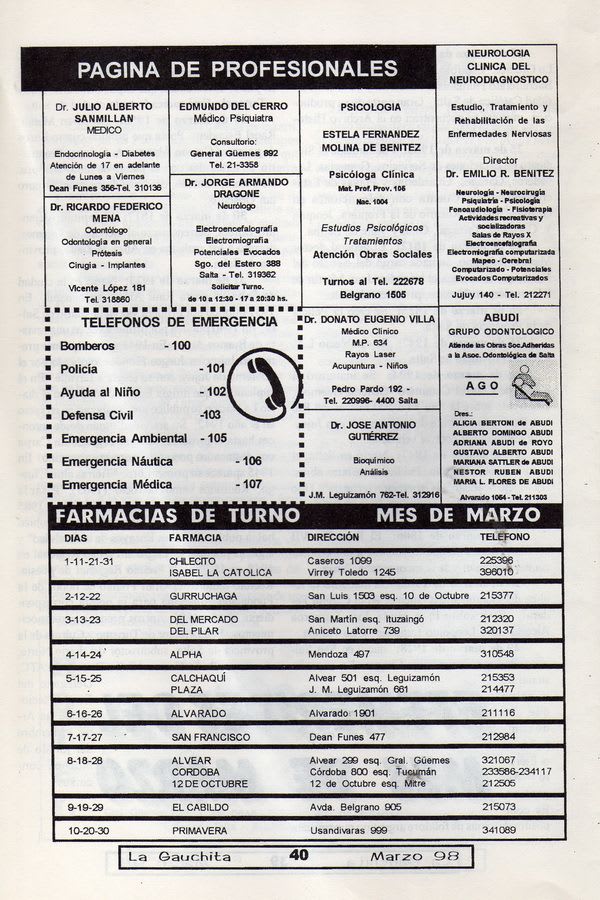 PAGINA DE PROFESIONALES
Dr. JULIO ALBERTO
SANMILLAN
MEDICO
Endocrinología - Diabetes
Atención de 17 en adelante
de Lunes a Viernes
Dean Funes 356-Tel. 310136
Dr. RICARDO FEDERICO
MENA
Odontólogo
Odontología en general
Prótesis
Cirugia - Implantes
Vicente López 181
Tel. 318860
EDMUNDO DEL CERRO
Médico Psiquiatra
Consultorio:
General Güemes 892
Tel. 21-3358
Dr. JORGE ARMANDO
DRAGONE
Neurólogo
Electroencefalografía
Electromiografía
Potenciales Evocados
Sgo. del Estero 388
Salta - Tel. 319362
Solicitar Turno.
de 10 a 12:30 - 17 a 20:30 hs.
PSICOLOGIA
ESTELA FERNANDEZ
MOLINA DE BENITEZ
Psicóloga Clínica
Mat. Prof. Prov. 106
Nac. 1004
Estudios Psicológicos
Tratamientos
Atención Obras Sociales
Turnos al Tel. 222678
Belgrano 1505
NEUROLOGIA
CLINICA DEL
NEURODIAGNOSTICO
Estudio, Tratamiento y
Rehabilitación de las
Enfermedades Nerviosas
Director
Dr. EMILIO R. BENITEZ
Neurología - Neurocirugía
Psiquiatría - Psicología
Fonoaudiología - Fisioterapia
Actividades recreativas y
socializadoras
Salas de Rayos X
Electroencefalografía
Electromiografía computarizada
Mapeo - Cerebral
Computarizado - Potenciales
Evocados Computados
Jujuy 140 - Tel. 212271
TELEFONOS DE EMERGENCIA
Bomberos - 100
Policía - 101
Ayuda al Niño - 102
Defensa Civil -103
Emergencia Ambiental - 105
Emergencia Náutica - 106
Emergencia Médica - 107
Dr. DONATO EUGENIO VILLA
Médico Clinico
M.P. 634
Rayos Laser
Acupuntura - Niños
Pedro Pardo 192 -
Tel. 220996- 4400 Salta
Dr. JOSE ANTONIO
GUTIÉRREZ
Bioquímico
Análisis
J.M. Leguizamón 762-Tel. 312916
ABUDI
GRUPO ODONTOLOGICO
Atiende las Obras Soc.Adheridas
a la Asoc. Odontológica de Salta
AGO
Dres.:
ALICIA BERTONI de ABUDI
ALBERTO DOMINGO ABUDI
ADRIANA ABUDI de ROYO
GUSTAVO ALBERTO ABUDI
MARIANA SATTLER de ABUDI
NESTOR RUBEN ABUDI
MARIA L. FLORES DE ABUDI
Alvarado 1064 - Tel. 211303
FARMACIAS DE TURNO MES DE MARZO
DIAS FARMACIA DIRECCIÓN TELEFONO
1-11-21-31 CHILECITO Caseros 1099 225396
ISABEL LA CATOLICA Virrey Toledo 1245 396010
2-12-22 GURRUCHAGA San Luis 1503 esq. 10 de Octubre 215377
3-13-23 DEL MERCADO San Martín esq. Ituzaingó 212320
DEL PILAR Aniceto Latorre 739 320137
4-14-24 ALPHA Mendoza 497 310548
5-15-25 CALCHAQUÍ Alvear 501 esq. Leguizamón 215353
PLAZA J. M. Leguizamón 661 214477
6-16-26 ALVARADO Alvarado 1901 211116
7-17-27 SAN FRANCISCO Dean Funes 477 212984
8-18-28 ALVEAR Alvear 299 esq. Gral. Güemes 321067
CORDOBA Córdoba 800 esq. Tucumán 233586-234117
12 DE OCTUBRE 12 de Octubre esq. Mitre 212505
9-19-29 EL CABILDO Avda. Belgrano 905 215073
10-20-30 PRIMAVERA Usandivaras 999 341089
La Gauchita 40 Marzo 98